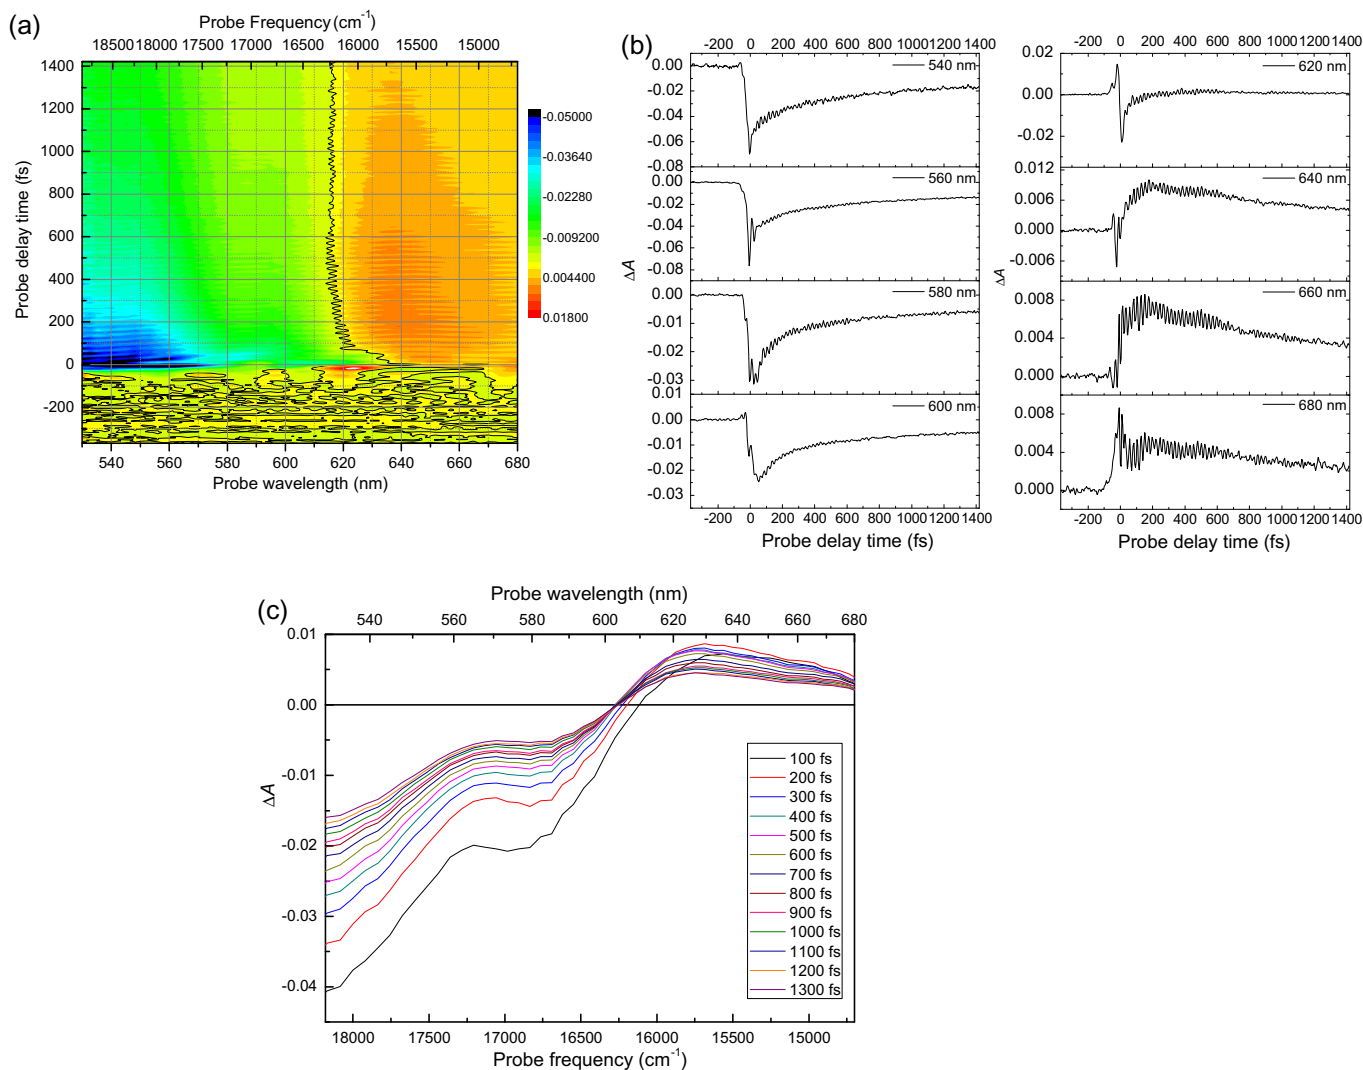 (a)
Probe Frequency (cm-1)
18500 18000 17500 17000 16500 16000 15500 15000
1400
1200
1000
800
600
400
200
0
-200
Probe delay time (fs)
540 560 580 600 620 640 660 680
Probe wavelength (nm)
-0.05000
-0.03640
-0.02280
-0.009200
0.004400
0.01800
(b)
-200 0 200 400 600 800 1000 1200 1400
0.00
-0.02
-0.04
-0.06
-0.08
540 nm
0.00
-0.02
-0.04
-0.06
-0.08
560 nm
0.00
-0.01
-0.02
-0.03
580 nm
0.01
0.00
-0.01
-0.02
-0.03
600 nm
ΔA
-200 0 200 400 600 800 1000 1200 1400
Probe delay time (fs)
-200 0 200 400 600 800 1000 1200 1400
0.02
0.00
-0.02
620 nm
0.012
0.006
0.000
-0.006
640 nm
0.008
0.004
0.000
660 nm
0.008
0.004
0.000
680 nm
ΔA
-200 0 200 400 600 800 1000 1200 1400
Probe delay time (fs)
(c)
Probe wavelength (nm)
540 560 580 600 620 640 660 680
0.01
0.00
-0.01
-0.02
-0.03
-0.04
ΔA
100 fs
200 fs
300 fs
400 fs
500 fs
600 fs
700 fs
800 fs
900 fs
1000 fs
1100 fs
1200 fs
1300 fs
18000 17500 17000 16500 16000 15500 15000
Probe frequency (cm-1)